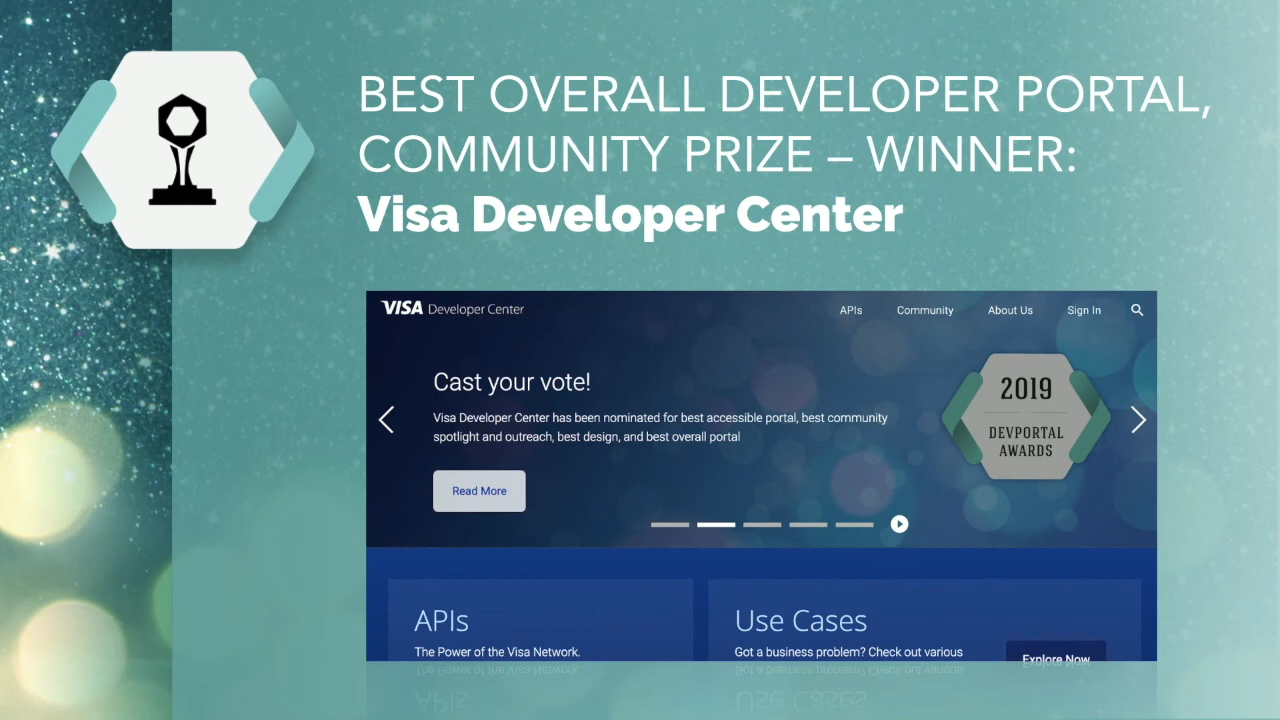 BEST OVERALL DEVELOPER PORTAL,
COMMUNITY PRIZE – WINNER:
Visa Developer Center
VISA Developer Center
APIs
Community
About Us
Sign In
Cast your vote!
Visa Developer Center has been nominated for best accessible portal, best community
spotlight and outreach, best design, and best overall portal
Read More
2019
DEVPORTAL
AWARDS
APIs
The Power of the Visa Network.
Use Cases
Got a business problem? Check out various
Explore Now